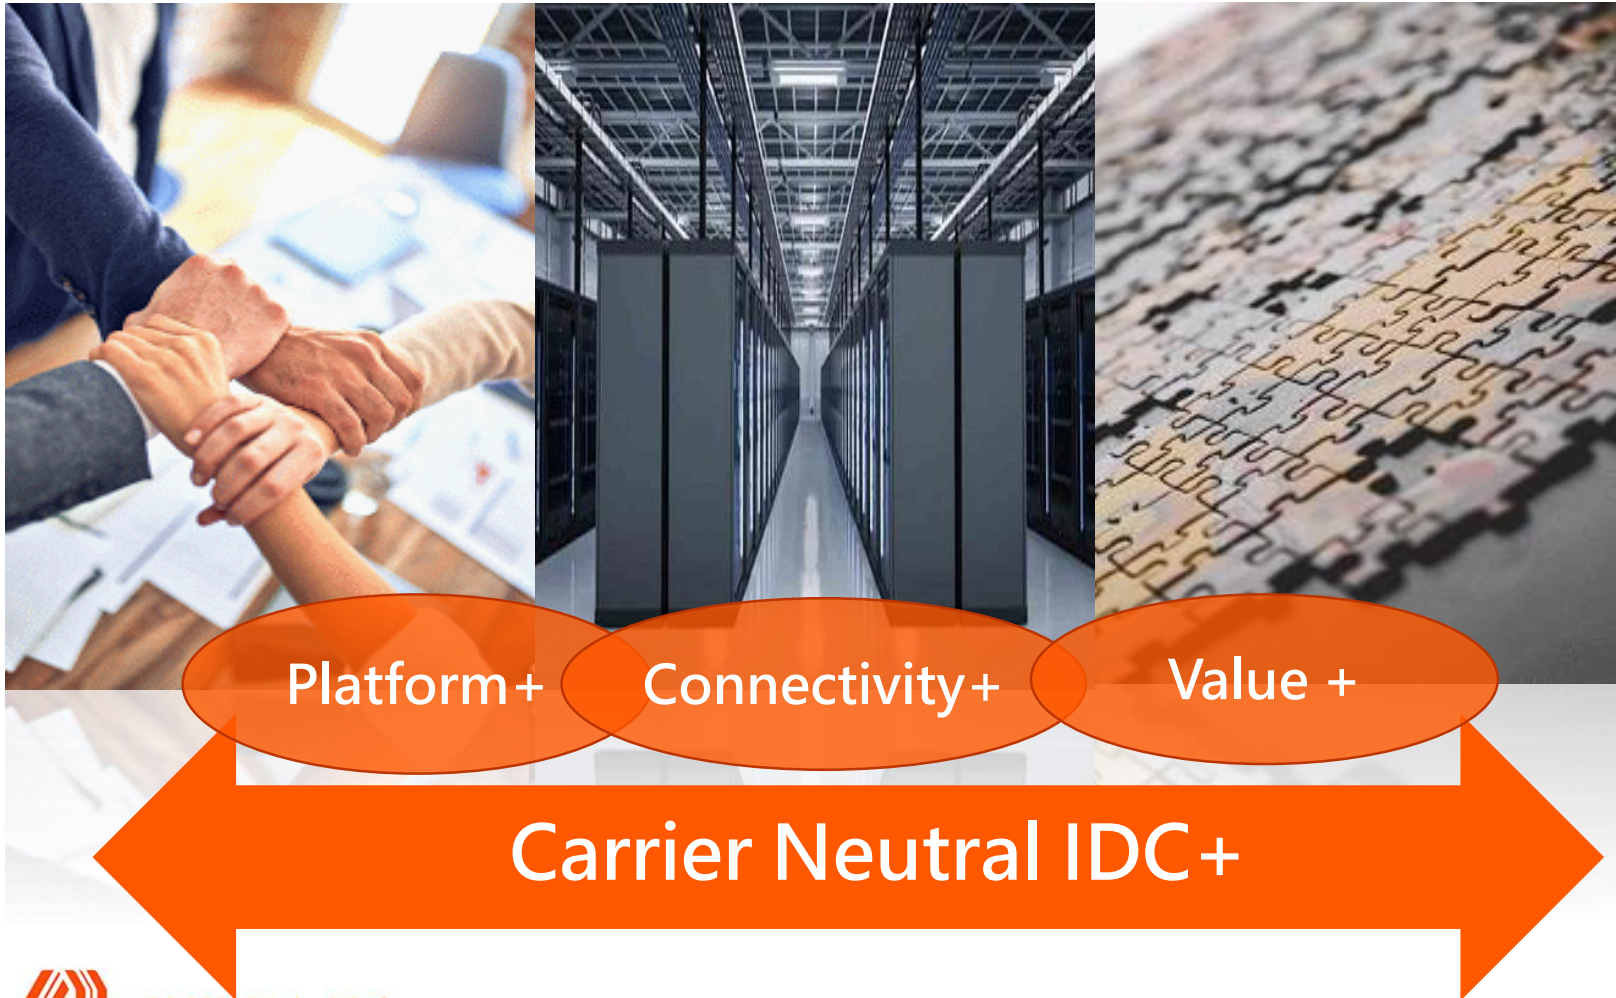 Platform+
Connectivity+
Value +
Carrier Neutral IDC+